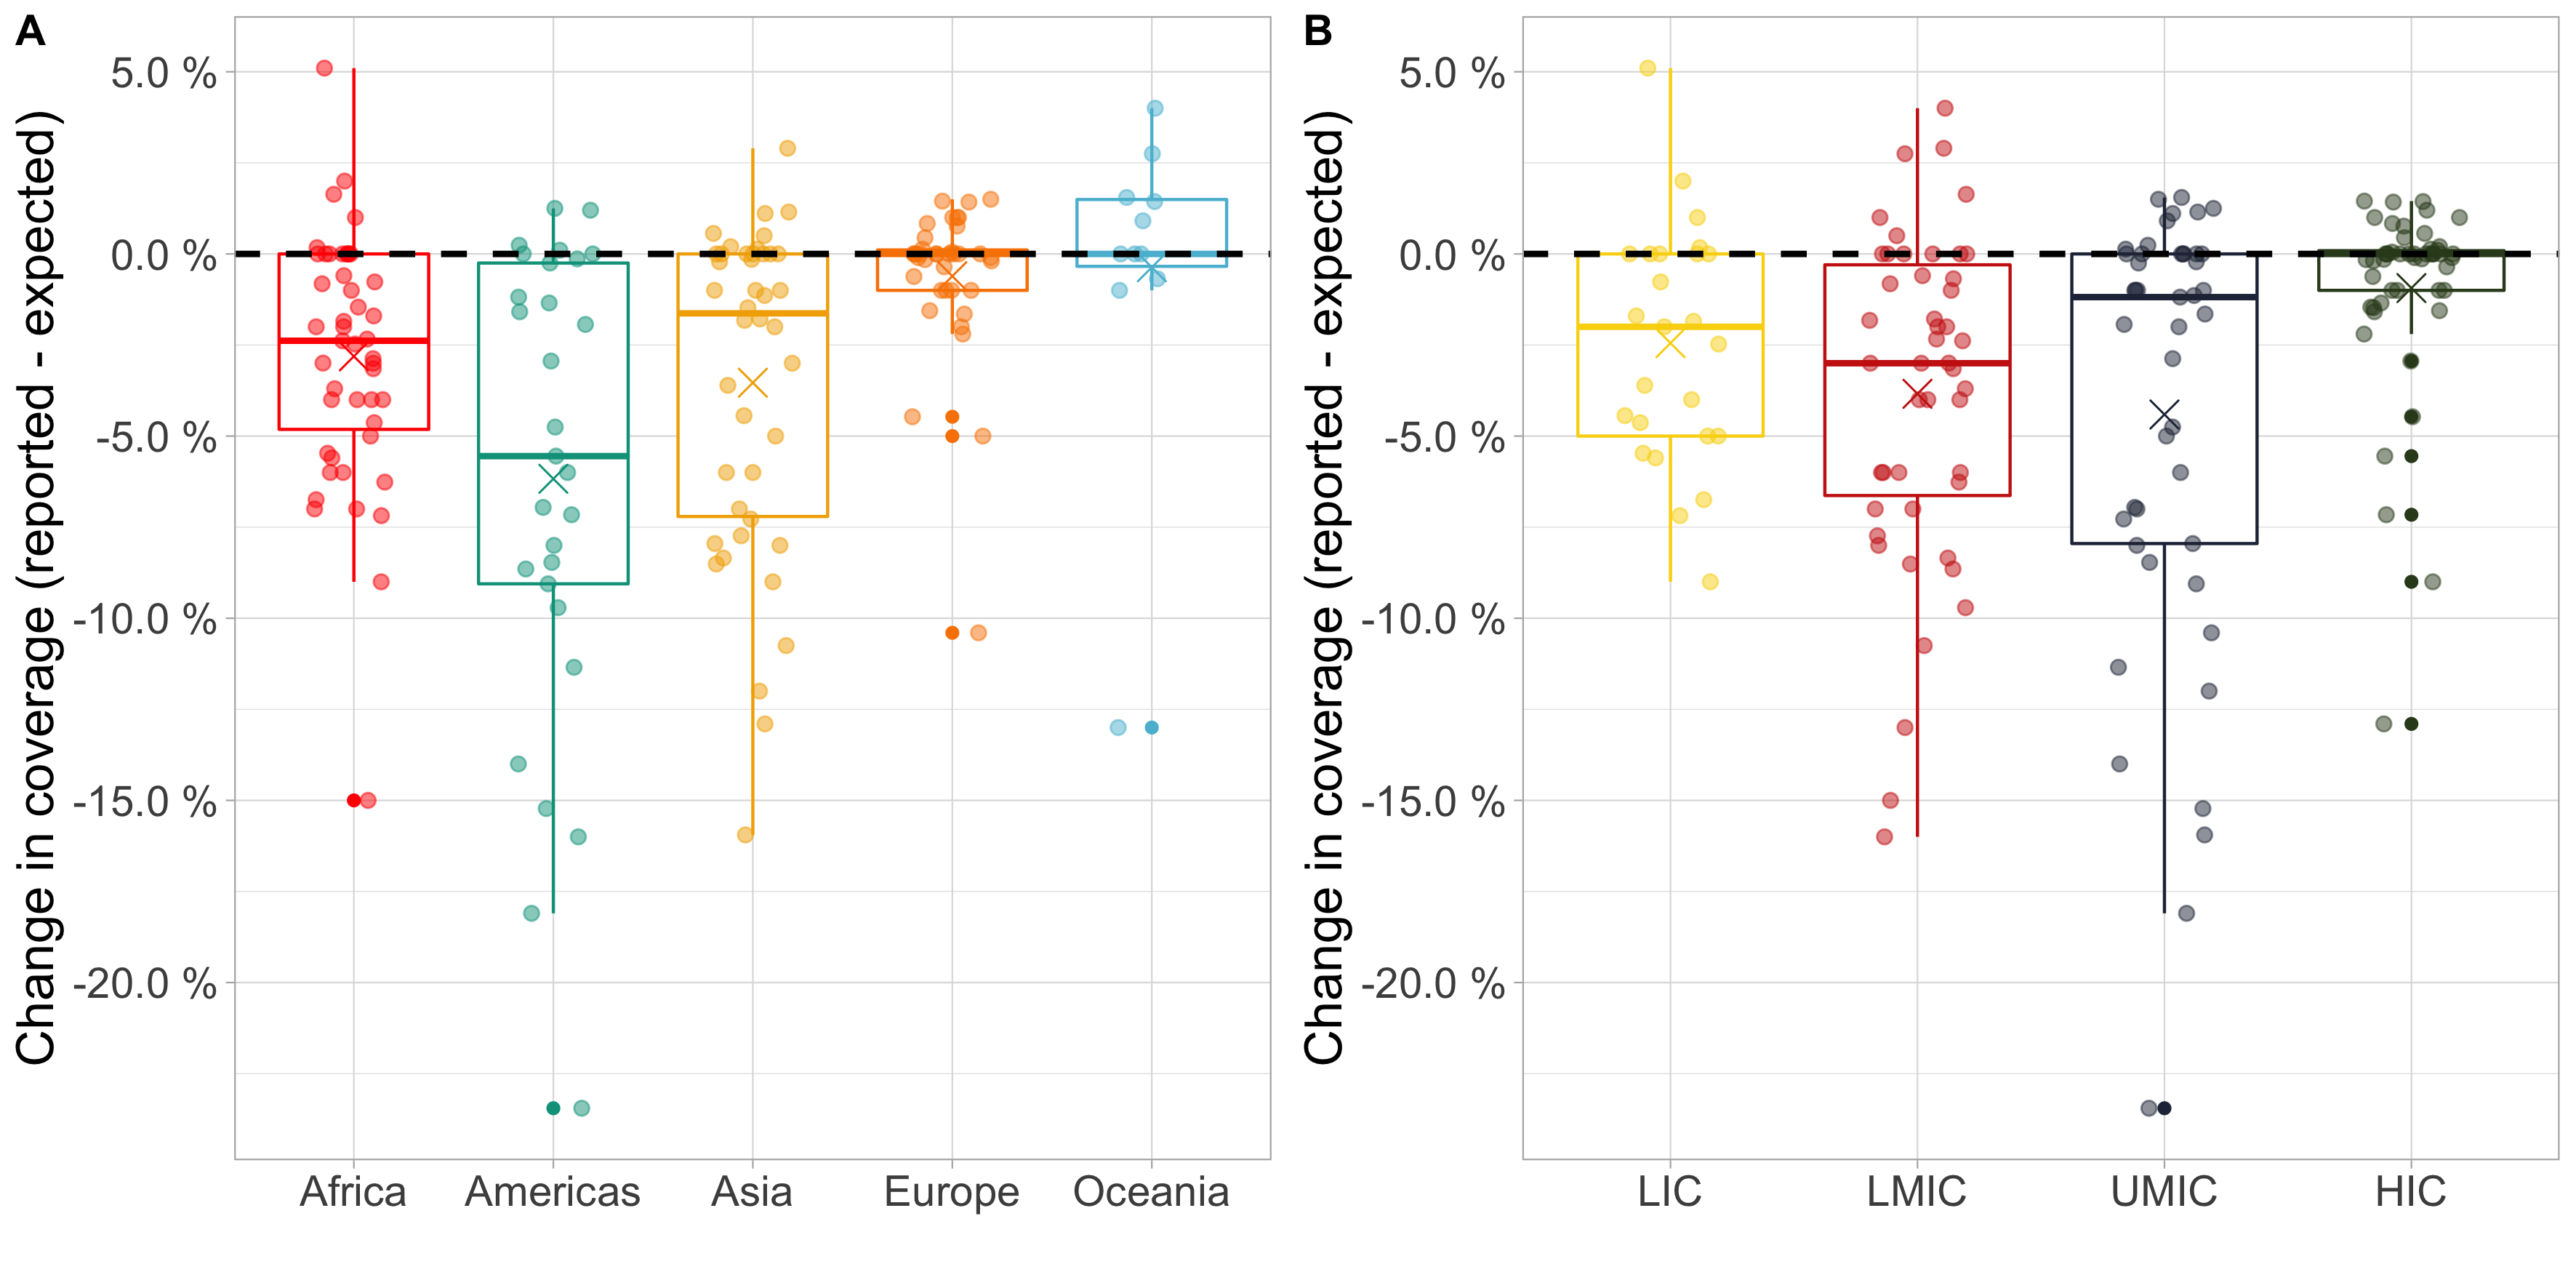 A
Change in coverage (reported - expected)
5.0 %
0.0 %
-5.0 %
-10.0 %
-15.0 %
-20.0 %
Africa
Americas
Asia
Europe
Oceania
B
Change in coverage (reported - expected)
5.0 %
0.0 %
-5.0 %
-10.0 %
-15.0 %
-20.0 %
LIC
LMIC
UMIC
HIC